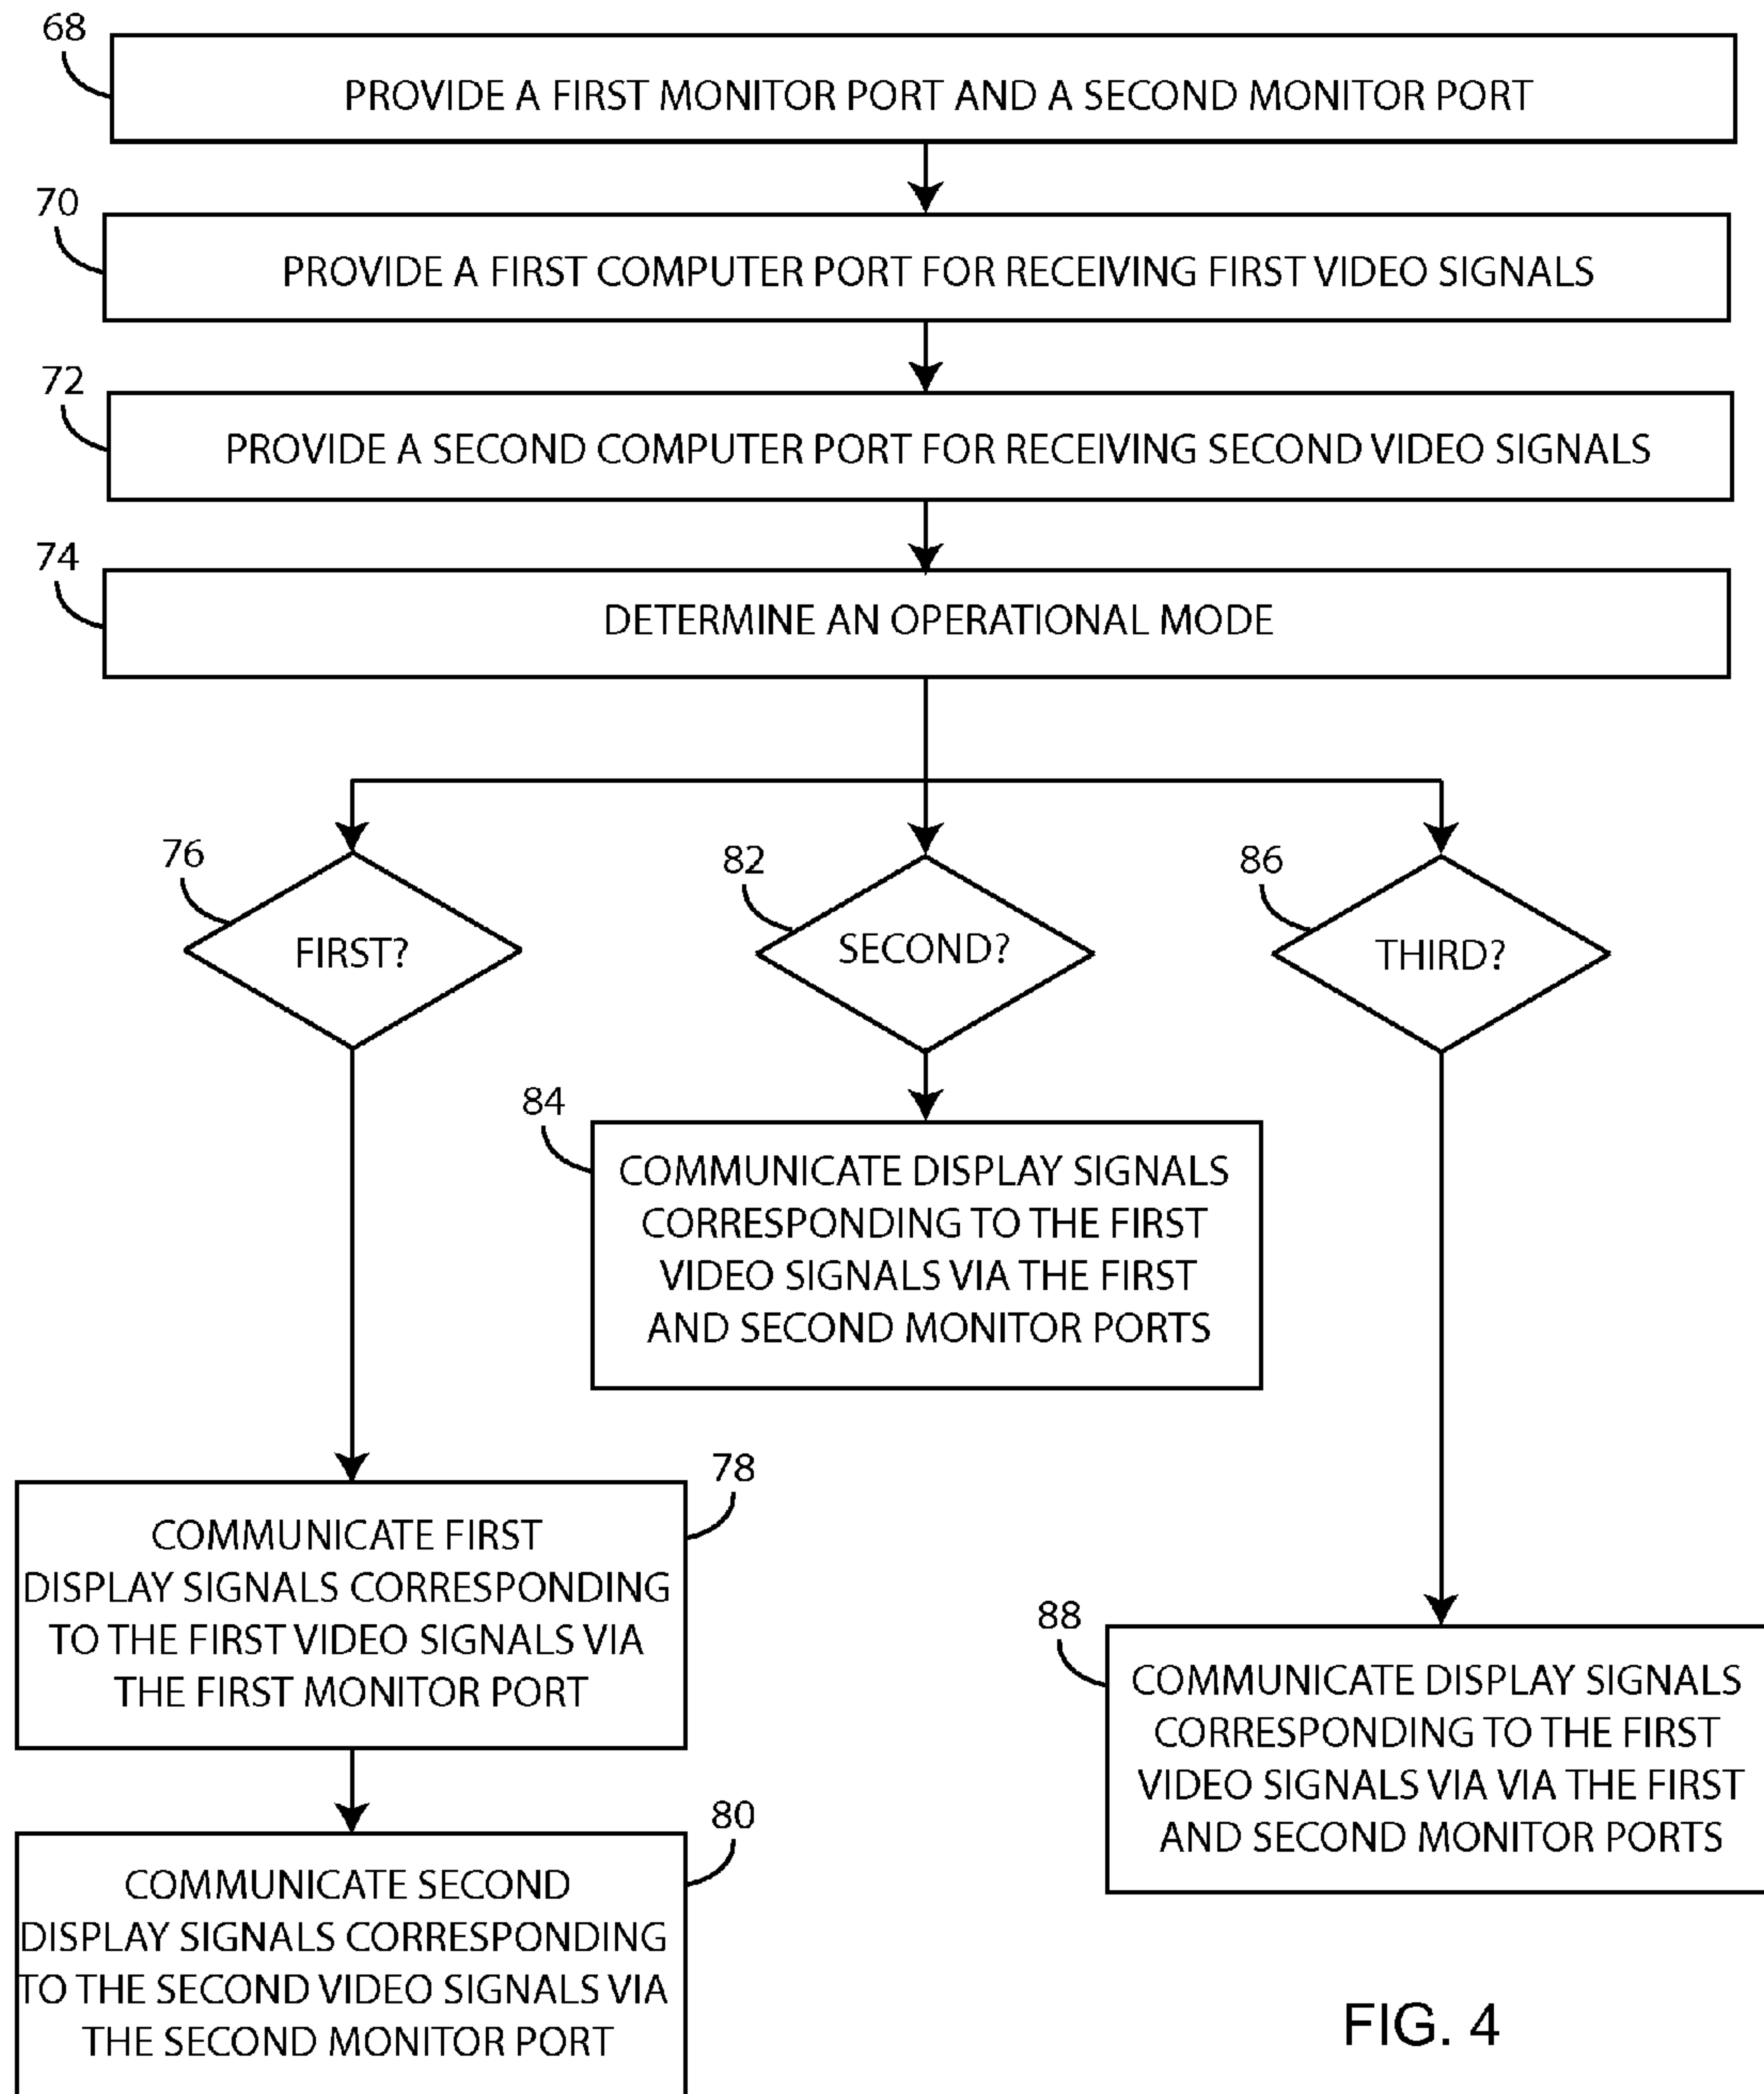 68
PROVIDE A FIRST MONITOR PORT AND A SECOND MONITOR PORT
70
PROVIDE A FIRST COMPUTER PORT FOR RECEIVING FIRST VIDEO SIGNALS
72
PROVIDE A SECOND COMPUTER PORT FOR RECEIVING SECOND VIDEO SIGNALS
74
DETERMINE AN OPERATIONAL MODE
76
FIRST?
82
SECOND?
86
THIRD?
84
COMMUNICATE DISPLAY SIGNALS
CORRESPONDING TO THE FIRST
VIDEO SIGNALS VIA THE FIRST
AND SECOND MONITOR PORTS
78
COMMUNICATE FIRST
DISPLAY SIGNALS CORRESPONDING
TO THE FIRST VIDEO SIGNALS VIA
THE FIRST MONITOR PORT
88
COMMUNICATE DISPLAY SIGNALS
CORRESPONDING TO THE FIRST
VIDEO SIGNALS VIA VIA THE FIRST
AND SECOND MONITOR PORTS
80
COMMUNICATE SECOND
DISPLAY SIGNALS CORRESPONDING
TO THE SECOND VIDEO SIGNALS VIA
THE SECOND MONITOR PORT
FIG. 4